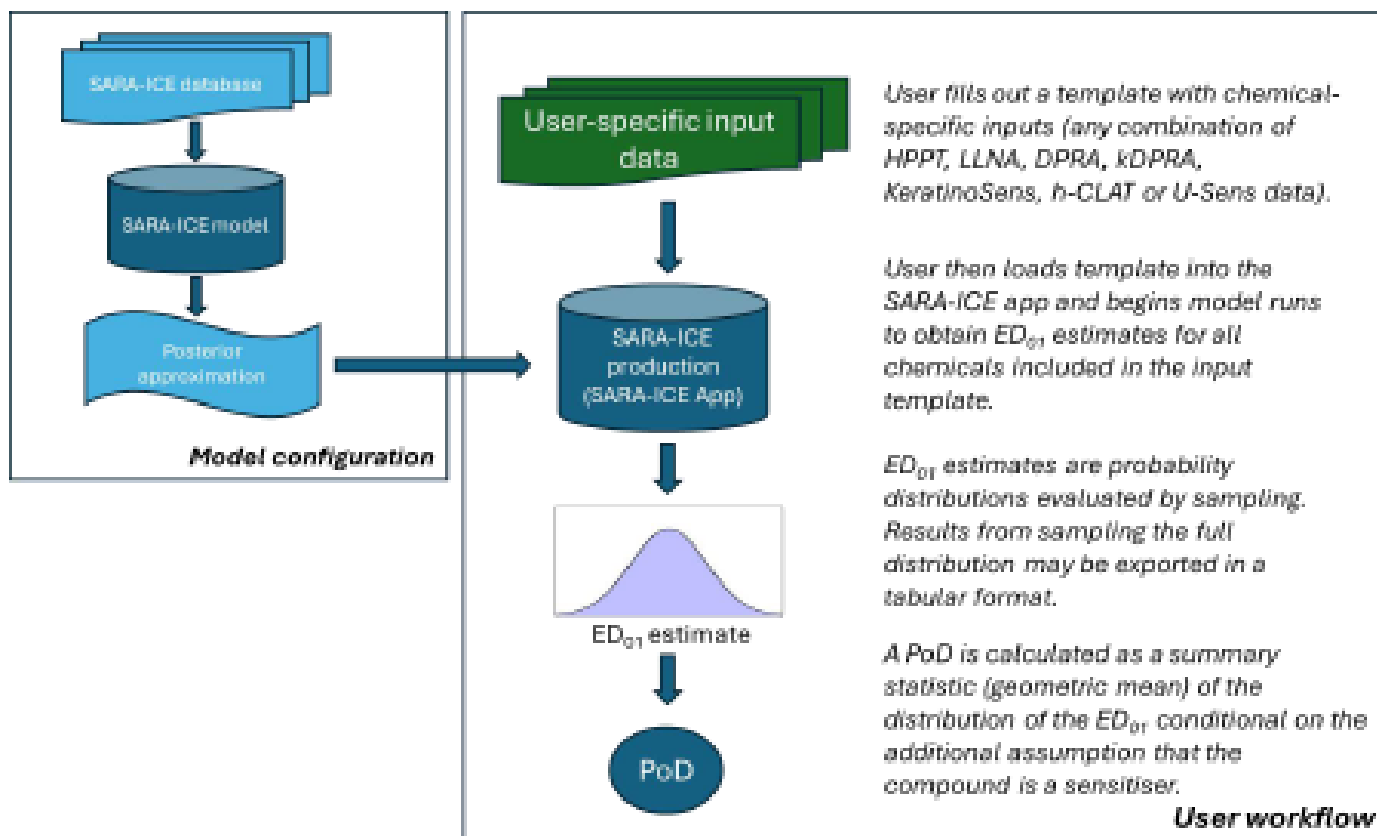 SARA-ICE database
SARA-ICE model
Posterior
approximation
Model configuration
User-specific input
data
SARA-ICE
production
(SARA-ICE App)
ED01 estimate
PoD
User fills out a template with chemical-
specific inputs (any combination of
HPPT, LLNA, DPRA, kDPRA,
KeratinoSens, h-CLAT or U-Sens data).
User then loads template into the
SARA-ICE app and begins model runs
to obtain ED01 estimates for all
chemicals included in the input
template.
ED01 estimates are probability
distributions evaluated by sampling.
Results from sampling the full
distribution may be exported in a
tabular format.
A PoD is calculated as a summary
statistic (geometric mean) of the
distribution of the ED01 conditional on the
additional assumption that the
compound is a sensitiser.
User workflow